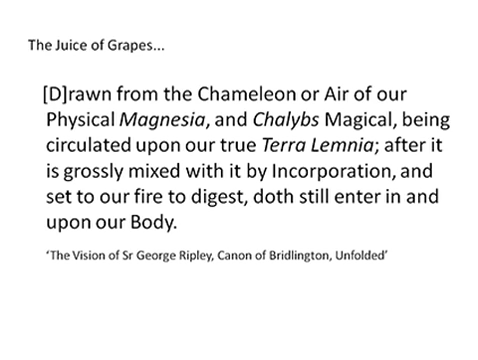 The Juice of Grapes...
[D]rawn from the Chameleon or Air of our
Physical Magnesia, and Chalybs Magical, being
circulated upon our true Terra Lemnia; after it
is grossly mixed with it by Incorporation, and
set to our fire to digest, doth still enter in and
upon our Body.
‘The Vision of Sr George Ripley, Canon of Bridlington, Unfolded’